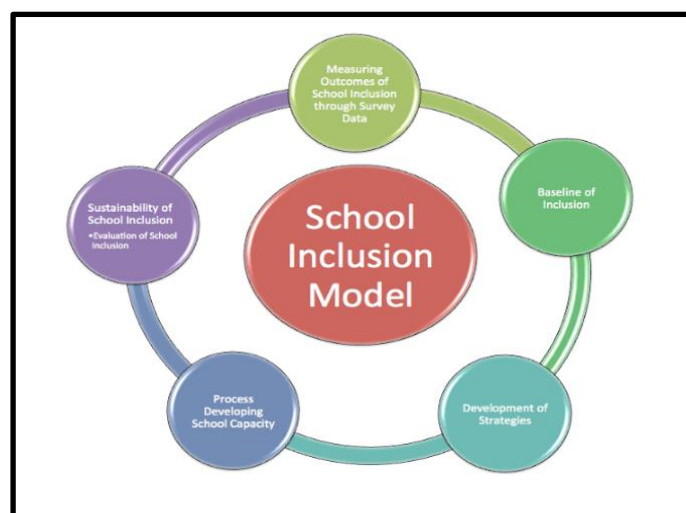 Measuring
Outcomes of
School Inclusion
through Survey
Data
Baseline of
Inclusion
Development of
Strategies
Process
Developing
School Capacity
Sustainability of
School Inclusion
•Evaluation of School
Inclusion
School
Inclusion
Model